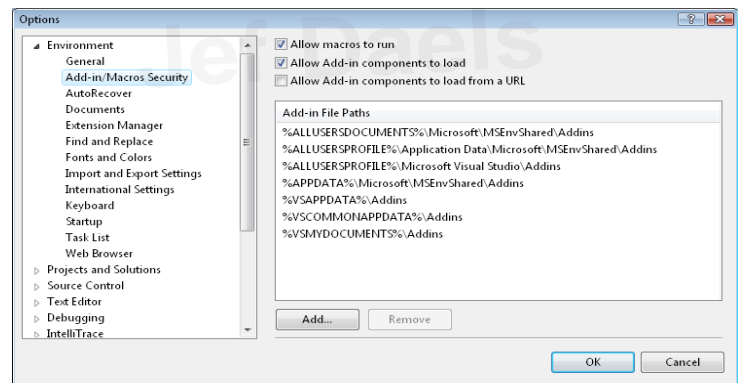 Options
Jef Daels
Environment
General
Add-in/Macros Security
AutoRecover
Documents
Extension Manager
Find and Replace
Fonts and Colors
Import and Export Settings
International Settings
Keyboard
Startup
Task List
Web Browser
Projects and Solutions
Source Control
Text Editor
Debugging
IntelliTrace
Allow macros to run
Allow Add-in components to load
Allow Add-in components to load from a URL
Add-in File Paths
%ALLUSERSDOCUMENTS%\Microsoft\MSEnvShared\Addins
%ALLUSERSPROFILE%\Application Data\Microsoft\MSEnvShared\Addins
%ALLUSERSPROFILE%\Microsoft Visual Studio\Addins
%APPDATA%\Microsoft\MSEnvShared\Addins
%VSAPPDATA%\Addins
%VSCOMMONAPPDATA%\Addins
%VSMYDOCUMENTS%\Addins
Add...
Remove
OK
Cancel